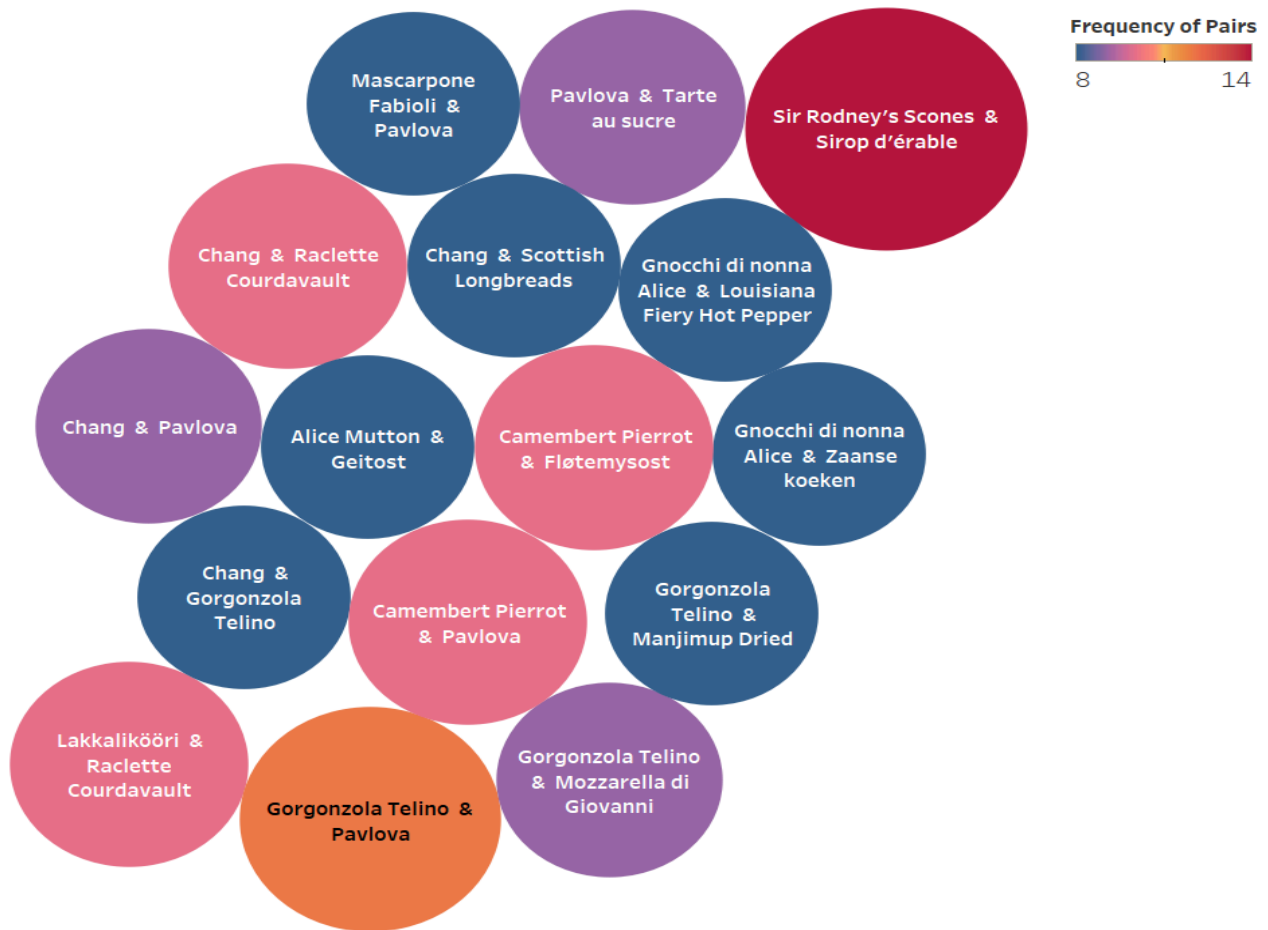 Frequency of Pairs
8
14
Mascarpone
Fabioli &
Pavlova
Pavlova & Tarte
au sucre
Sir Rodney’s Scones &
Sirop d’érable
Chang & Raclette
Courdavault
Chang & Scottish
Longbreads
Gnocchi di nonna
Alice & Louisiana
Fiery Hot Pepper
Chang & Pavlova
Alice Mutton &
Geitost
Camembert Pierrot
& Fløtemysost
Gnocchi di nonna
Alice & Zaanse
koeken
Chang &
Gorgonzola
Telino
Camembert Pierrot
& Pavlova
Gorgonzola
Telino &
Manjimup Dried
Lakkalikööri &
Raclette
Courdavault
Gorgonzola Telino &
Pavlova
Gorgonzola Telino
& Mozzarella di
Giovanni